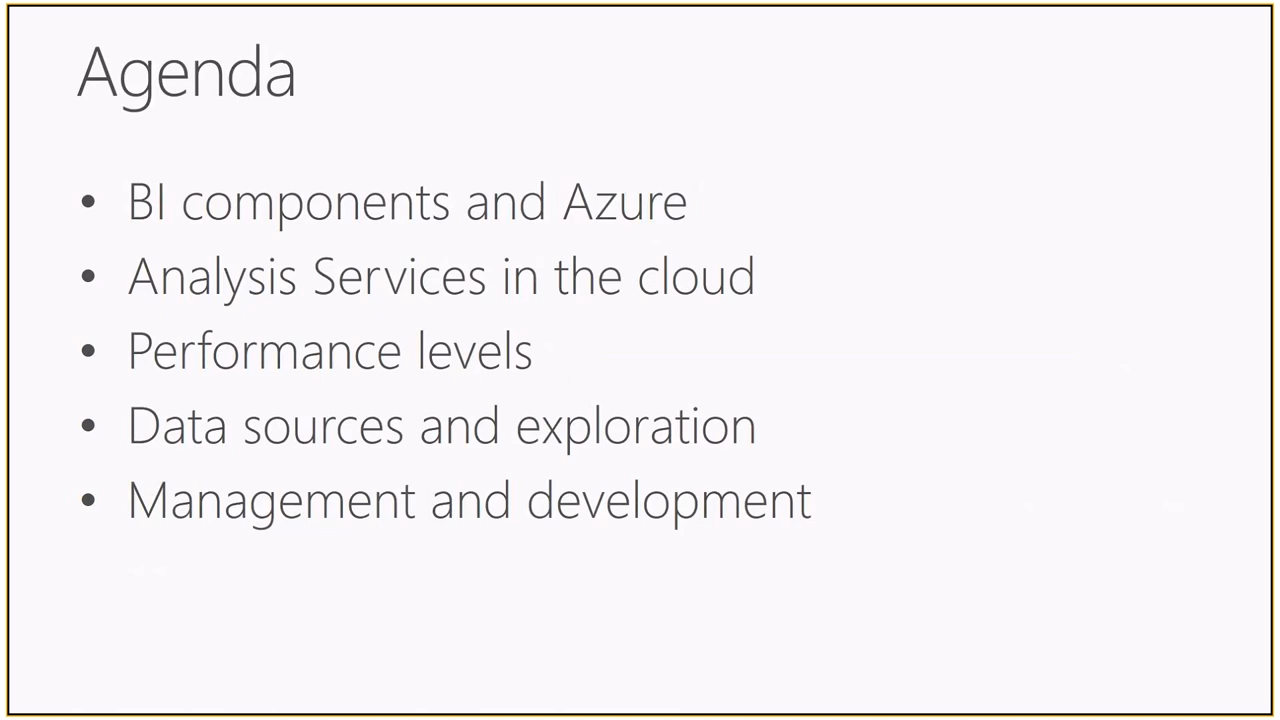 Agenda
• BI components and Azure
• Analysis Services in the cloud
• Performance levels
• Data sources and exploration
• Management and development